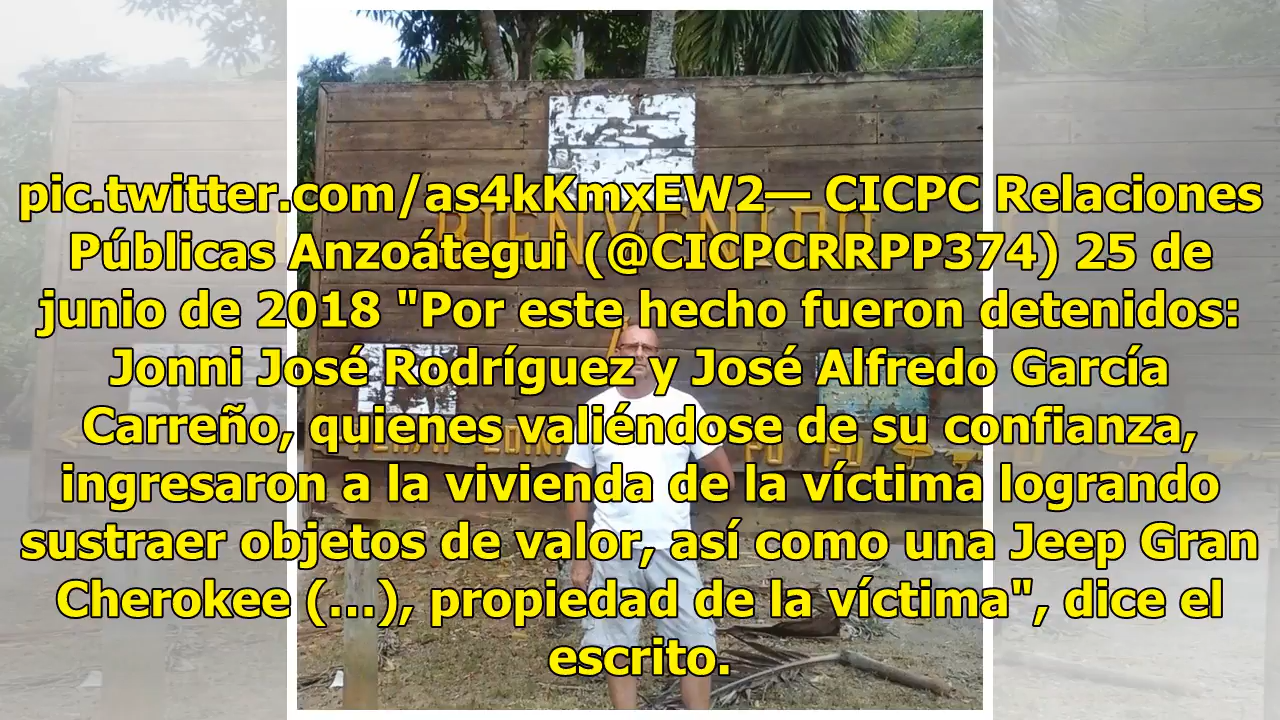 pic.twitter.com/as4kKmxEW2— CICPC Relaciones
Públicas Anzoátegui (@CICPCRRPP374) 25 de
junio de 2018 "Por este hecho fueron detenidos:
Jonni José Rodríguez y José Alfredo García
Carreño, quienes valiéndose de su confianza,
ingresaron a la vivienda de la víctima logrando
sustraer objetos de valor, así como una Jeep Gran
Cherokee (...), propiedad de la víctima", dice el
escrito.
BIENVENIDO